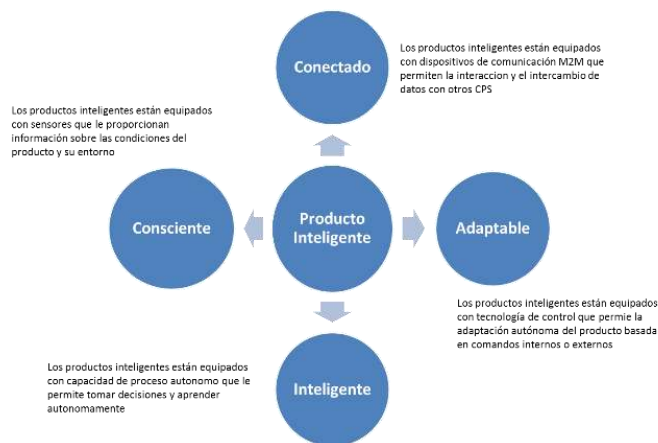 Conectado
Los productos inteligentes están equipados
con dispositivos de comunicación M2M que
permiten la interaccion y el intercambio de
datos con otros CPS
Los productos inteligentes están equipados
con sensores que le proporcionan
información sobre las condiciones del
producto y su entorno
Consciente
Producto
Inteligente
Adaptable
Los productos inteligentes están equipados
con tecnología de control que permie la
adaptación autónoma del producto basada
en comandos internos o externos
Los productos inteligentes están equipados
con capacidad de proceso autonomo que le
permite tomar decisiones y aprender
autonomamente
Inteligente